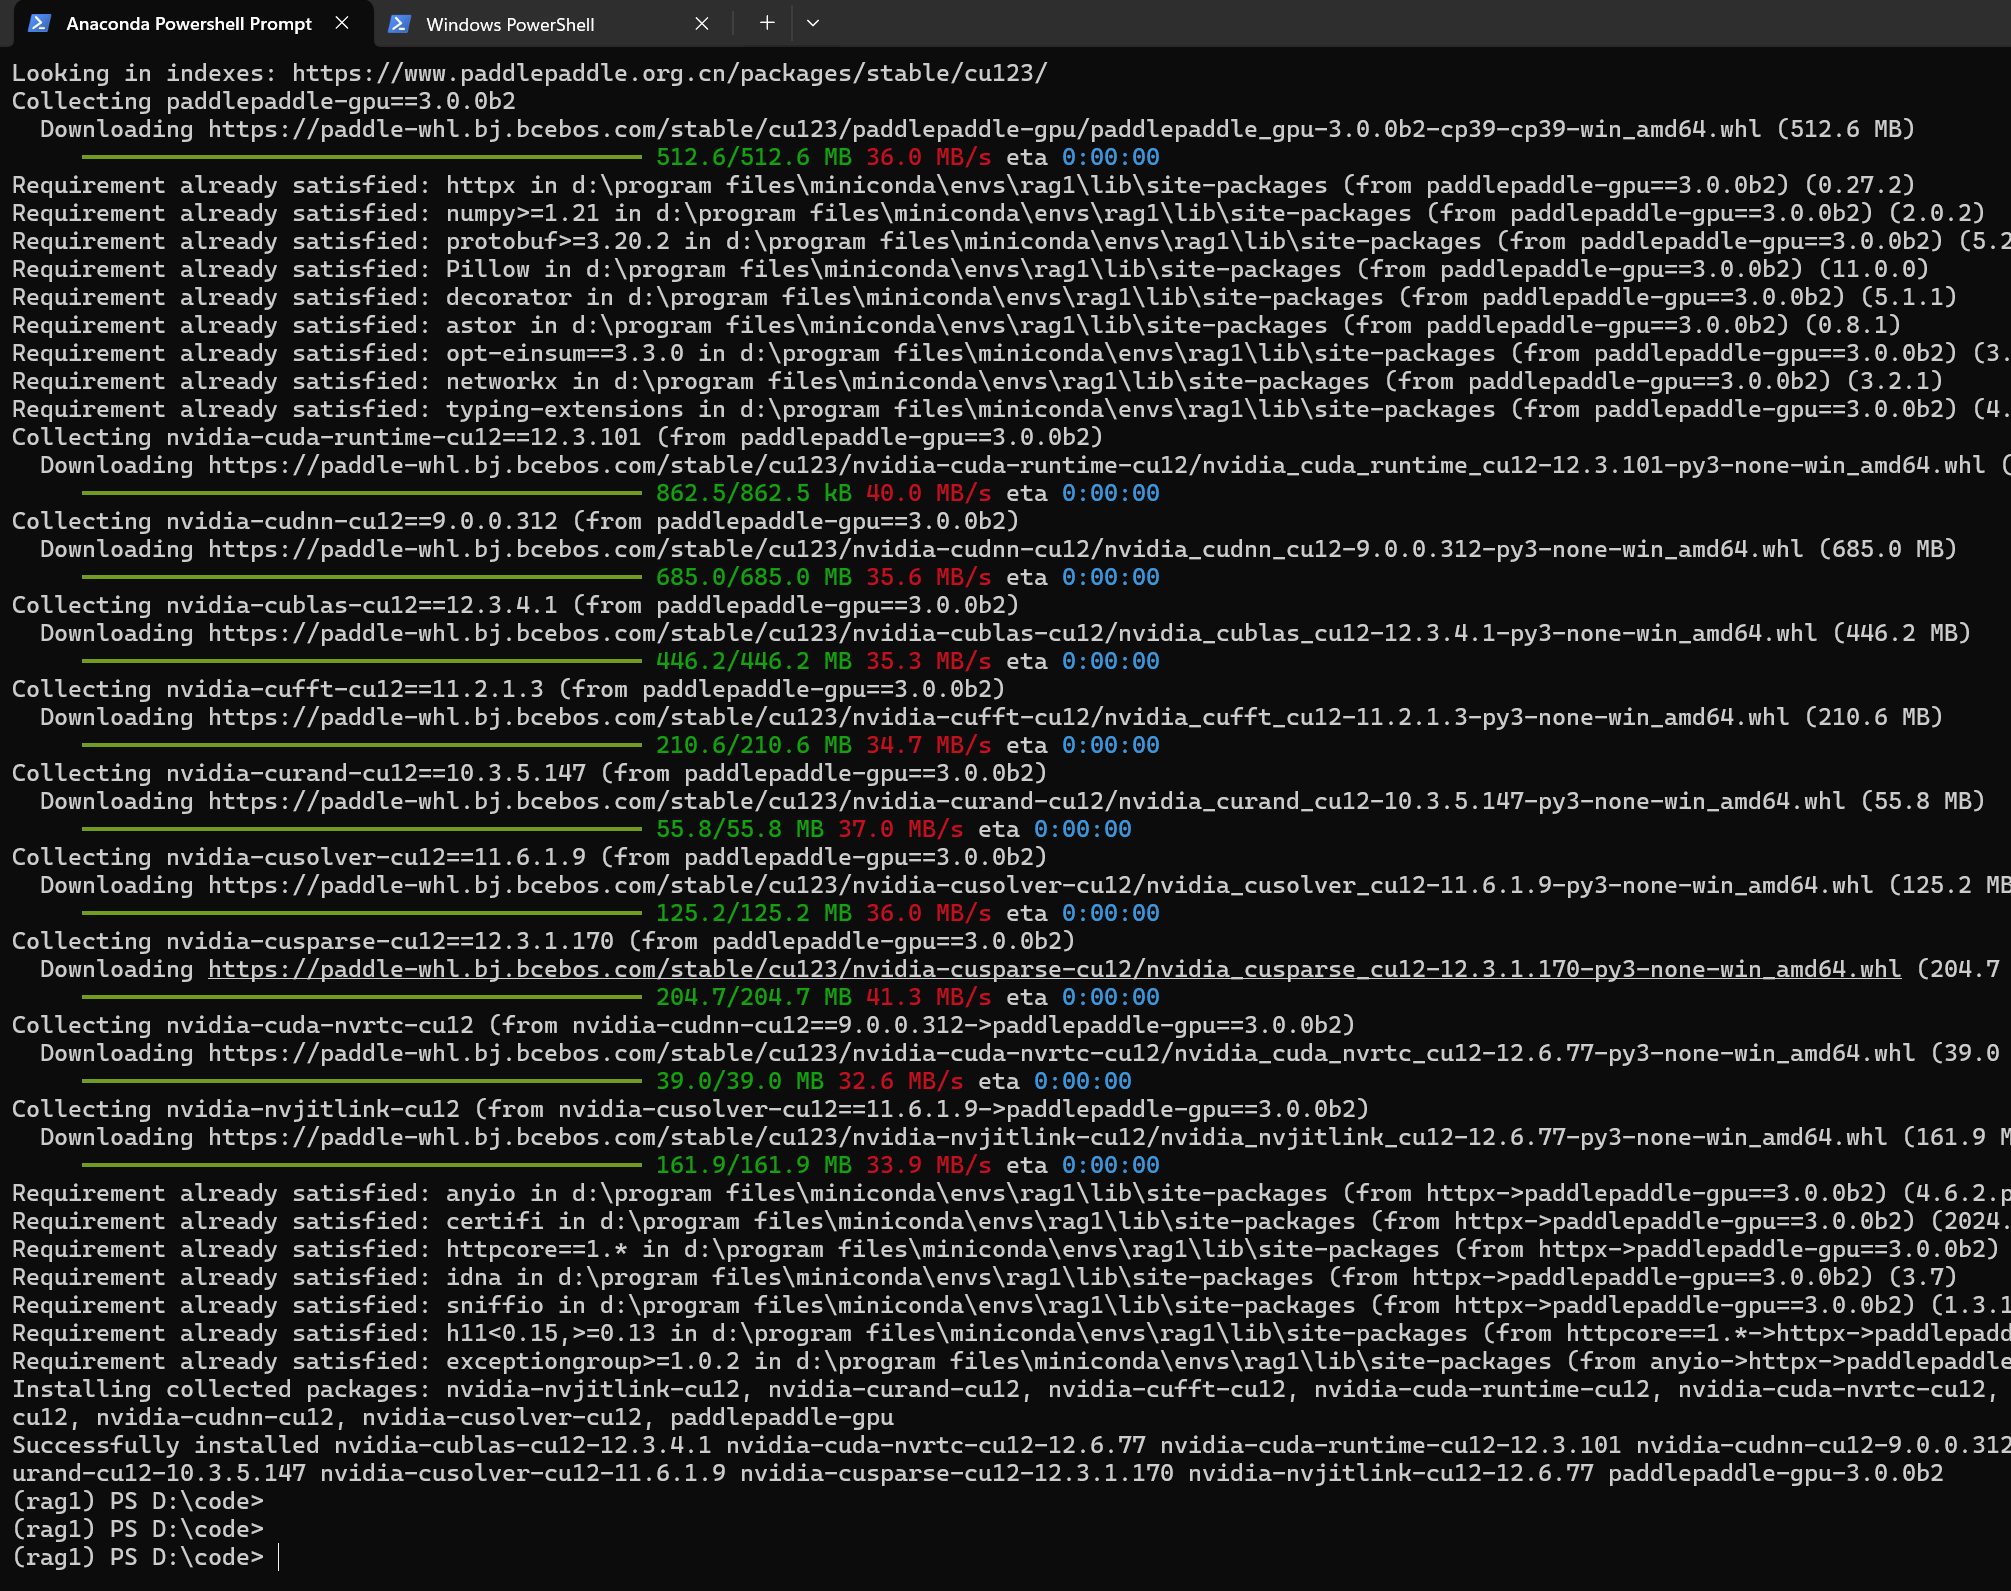 Anaconda Powershell Prompt
Windows PowerShell
Looking in indexes: https://www.paddlepaddle.org.cn/packages/stable/cu123/
Collecting paddlepaddle-gpu==3.0.0b2
Downloading https://paddle-whl.bj.bcebos.com/stable/cu123/paddlepaddle-gpu/paddlepaddle_gpu-3.0.0b2-cp39-cp39-win_amd64.whl (512.6 MB)
512.6/512.6 MB 36.0 MB/s eta 0:00:00
Requirement already satisfied: httpx in d:\program files\miniconda\envs\rag1\lib\site-packages (from paddlepaddle-gpu==3.0.0b2) (0.27.2)
Requirement already satisfied: numpy>=1.21 in d:\program files\miniconda\envs\rag1\lib\site-packages (from paddlepaddle-gpu==3.0.0b2) (2.0.2)
Requirement already satisfied: protobuf>=3.20.2 in d:\program files\miniconda\envs\rag1\lib\site-packages (from paddlepaddle-gpu==3.0.0b2) (5.2
Requirement already satisfied: Pillow in d:\program files\miniconda\envs\rag1\lib\site-packages (from paddlepaddle-gpu==3.0.0b2) (11.0.0)
Requirement already satisfied: decorator in d:\program files\miniconda\envs\rag1\lib\site-packages (from paddlepaddle-gpu==3.0.0b2) (5.1.1)
Requirement already satisfied: astor in d:\program files\miniconda\envs\rag1\lib\site-packages (from paddlepaddle-gpu==3.0.0b2) (0.8.1)
Requirement already satisfied: opt-einsum==3.3.0 in d:\program files\miniconda\envs\rag1\lib\site-packages (from paddlepaddle-gpu==3.0.0b2) (3.
Requirement already satisfied: networkx in d:\program files\miniconda\envs\rag1\lib\site-packages (from paddlepaddle-gpu==3.0.0b2) (3.2.1)
Requirement already satisfied: typing-extensions in d:\program files\miniconda\envs\rag1\lib\site-packages (from paddlepaddle-gpu==3.0.0b2) (4.
Collecting nvidia-cuda-runtime-cu12==12.3.101 (from paddlepaddle-gpu==3.0.0b2)
Downloading https://paddle-whl.bj.bcebos.com/stable/cu123/nvidia-cuda-runtime-cu12/nvidia_cuda_runtime_cu12-12.3.101-py3-none-win_amd64.whl (
862.5/862.5 kB 40.0 MB/s eta 0:00:00
Collecting nvidia-cudnn-cu12==9.0.0.312 (from paddlepaddle-gpu==3.0.0b2)
Downloading https://paddle-whl.bj.bcebos.com/stable/cu123/nvidia-cudnn-cu12/nvidia_cudnn_cu12-9.0.0.312-py3-none-win_amd64.whl (685.0 MB)
685.0/685.0 MB 35.6 MB/s eta 0:00:00
Collecting nvidia-cublas-cu12==12.3.4.1 (from paddlepaddle-gpu==3.0.0b2)
Downloading https://paddle-whl.bj.bcebos.com/stable/cu123/nvidia-cublas-cu12/nvidia_cublas_cu12-12.3.4.1-py3-none-win_amd64.whl (446.2 MB)
446.2/446.2 MB 35.3 MB/s eta 0:00:00
Collecting nvidia-cufft-cu12==11.2.1.3 (from paddlepaddle-gpu==3.0.0b2)
Downloading https://paddle-whl.bj.bcebos.com/stable/cu123/nvidia-cufft-cu12/nvidia_cufft_cu12-11.2.1.3-py3-none-win_amd64.whl (210.6 MB)
210.6/210.6 MB 34.7 MB/s eta 0:00:00
Collecting nvidia-curand-cu12==10.3.5.147 (from paddlepaddle-gpu==3.0.0b2)
Downloading https://paddle-whl.bj.bcebos.com/stable/cu123/nvidia-curand-cu12/nvidia_curand_cu12-10.3.5.147-py3-none-win_amd64.whl (55.8 MB)
55.8/55.8 MB 37.0 MB/s eta 0:00:00
Collecting nvidia-cusolver-cu12==11.6.1.9 (from paddlepaddle-gpu==3.0.0b2)
Downloading https://paddle-whl.bj.bcebos.com/stable/cu123/nvidia-cusolver-cu12/nvidia_cusolver_cu12-11.6.1.9-py3-none-win_amd64.whl (125.2 MB
125.2/125.2 MB 36.0 MB/s eta 0:00:00
Collecting nvidia-cusparse-cu12==12.3.1.170 (from paddlepaddle-gpu==3.0.0b2)
Downloading https://paddle-whl.bj.bcebos.com/stable/cu123/nvidia-cusparse-cu12/nvidia_cusparse_cu12-12.3.1.170-py3-none-win_amd64.whl (204.7
204.7/204.7 MB 41.3 MB/s eta 0:00:00
Collecting nvidia-cuda-nvrtc-cu12 (from nvidia-cudnn-cu12==9.0.0.312->paddlepaddle-gpu==3.0.0b2)
Downloading https://paddle-whl.bj.bcebos.com/stable/cu123/nvidia-cuda-nvrtc-cu12/nvidia_cuda_nvrtc_cu12-12.6.77-py3-none-win_amd64.whl (39.0
39.0/39.0 MB 32.6 MB/s eta 0:00:00
Collecting nvidia-nvjitlink-cu12 (from nvidia-cusolver-cu12==11.6.1.9->paddlepaddle-gpu==3.0.0b2)
Downloading https://paddle-whl.bj.bcebos.com/stable/cu123/nvidia-nvjitlink-cu12/nvidia_nvjitlink_cu12-12.6.77-py3-none-win_amd64.whl (161.9 M
161.9/161.9 MB 33.9 MB/s eta 0:00:00
Requirement already satisfied: anyio in d:\program files\miniconda\envs\rag1\lib\site-packages (from httpx->paddlepaddle-gpu==3.0.0b2) (4.6.2.p
Requirement already satisfied: certifi in d:\program files\miniconda\envs\rag1\lib\site-packages (from httpx->paddlepaddle-gpu==3.0.0b2) (2024.
Requirement already satisfied: httpcore==1.* in d:\program files\miniconda\envs\rag1\lib\site-packages (from httpx->paddlepaddle-gpu==3.0.0b2)
Requirement already satisfied: idna in d:\program files\miniconda\envs\rag1\lib\site-packages (from httpx->paddlepaddle-gpu==3.0.0b2) (3.7)
Requirement already satisfied: sniffio in d:\program files\miniconda\envs\rag1\lib\site-packages (from httpx->paddlepaddle-gpu==3.0.0b2) (1.3.1
Requirement already satisfied: h11<0.15,>=0.13 in d:\program files\miniconda\envs\rag1\lib\site-packages (from httpcore==1.*->httpx->paddlepadd
Requirement already satisfied: exceptiongroup>=1.0.2 in d:\program files\miniconda\envs\rag1\lib\site-packages (from anyio->httpx->paddlepaddle
Installing collected packages: nvidia-nvjitlink-cu12, nvidia-curand-cu12, nvidia-cufft-cu12, nvidia-cuda-runtime-cu12, nvidia-cuda-nvrtc-cu12,
cu12, nvidia-cudnn-cu12, nvidia-cusolver-cu12, paddlepaddle-gpu
Successfully installed nvidia-cublas-cu12-12.3.4.1 nvidia-cuda-nvrtc-cu12-12.6.77 nvidia-cuda-runtime-cu12-12.3.101 nvidia-cudnn-cu12-9.0.0.312
urand-cu12-10.3.5.147 nvidia-cusolver-cu12-11.6.1.9 nvidia-cusparse-cu12-12.3.1.170 nvidia-nvjitlink-cu12-12.6.77 paddlepaddle-gpu-3.0.0b2
(rag1) PS D:\code>
(rag1) PS D:\code>
(rag1) PS D:\code>